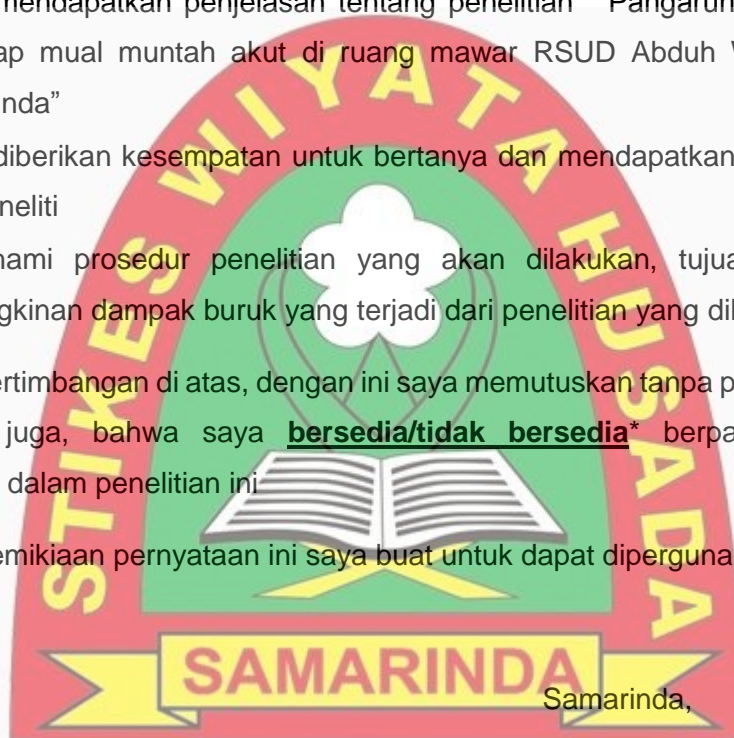 mendapatkan penjelasan tentang penelitian " Pangarun
ap mual muntah akut di ruang mawar RSUD Abduh W
nda"
diberikan kesempatan untuk bertanya dan mendapatkan
neliti
nami prosedur penelitian yang akan dilakukan, tujua
gkinan dampak buruk yang terjadi dari penelitian yang dil
ertimbangan di atas, dengan ini saya memutuskan tanpa p
juga, bahwa saya bersedia/tidak bersedia* berpa
dalam penelitian ini
emikiaan pernyataan ini saya buat untuk dapat diperguna
Samarinda,
STIKES WIYATA HUSADA
SAMARINDA